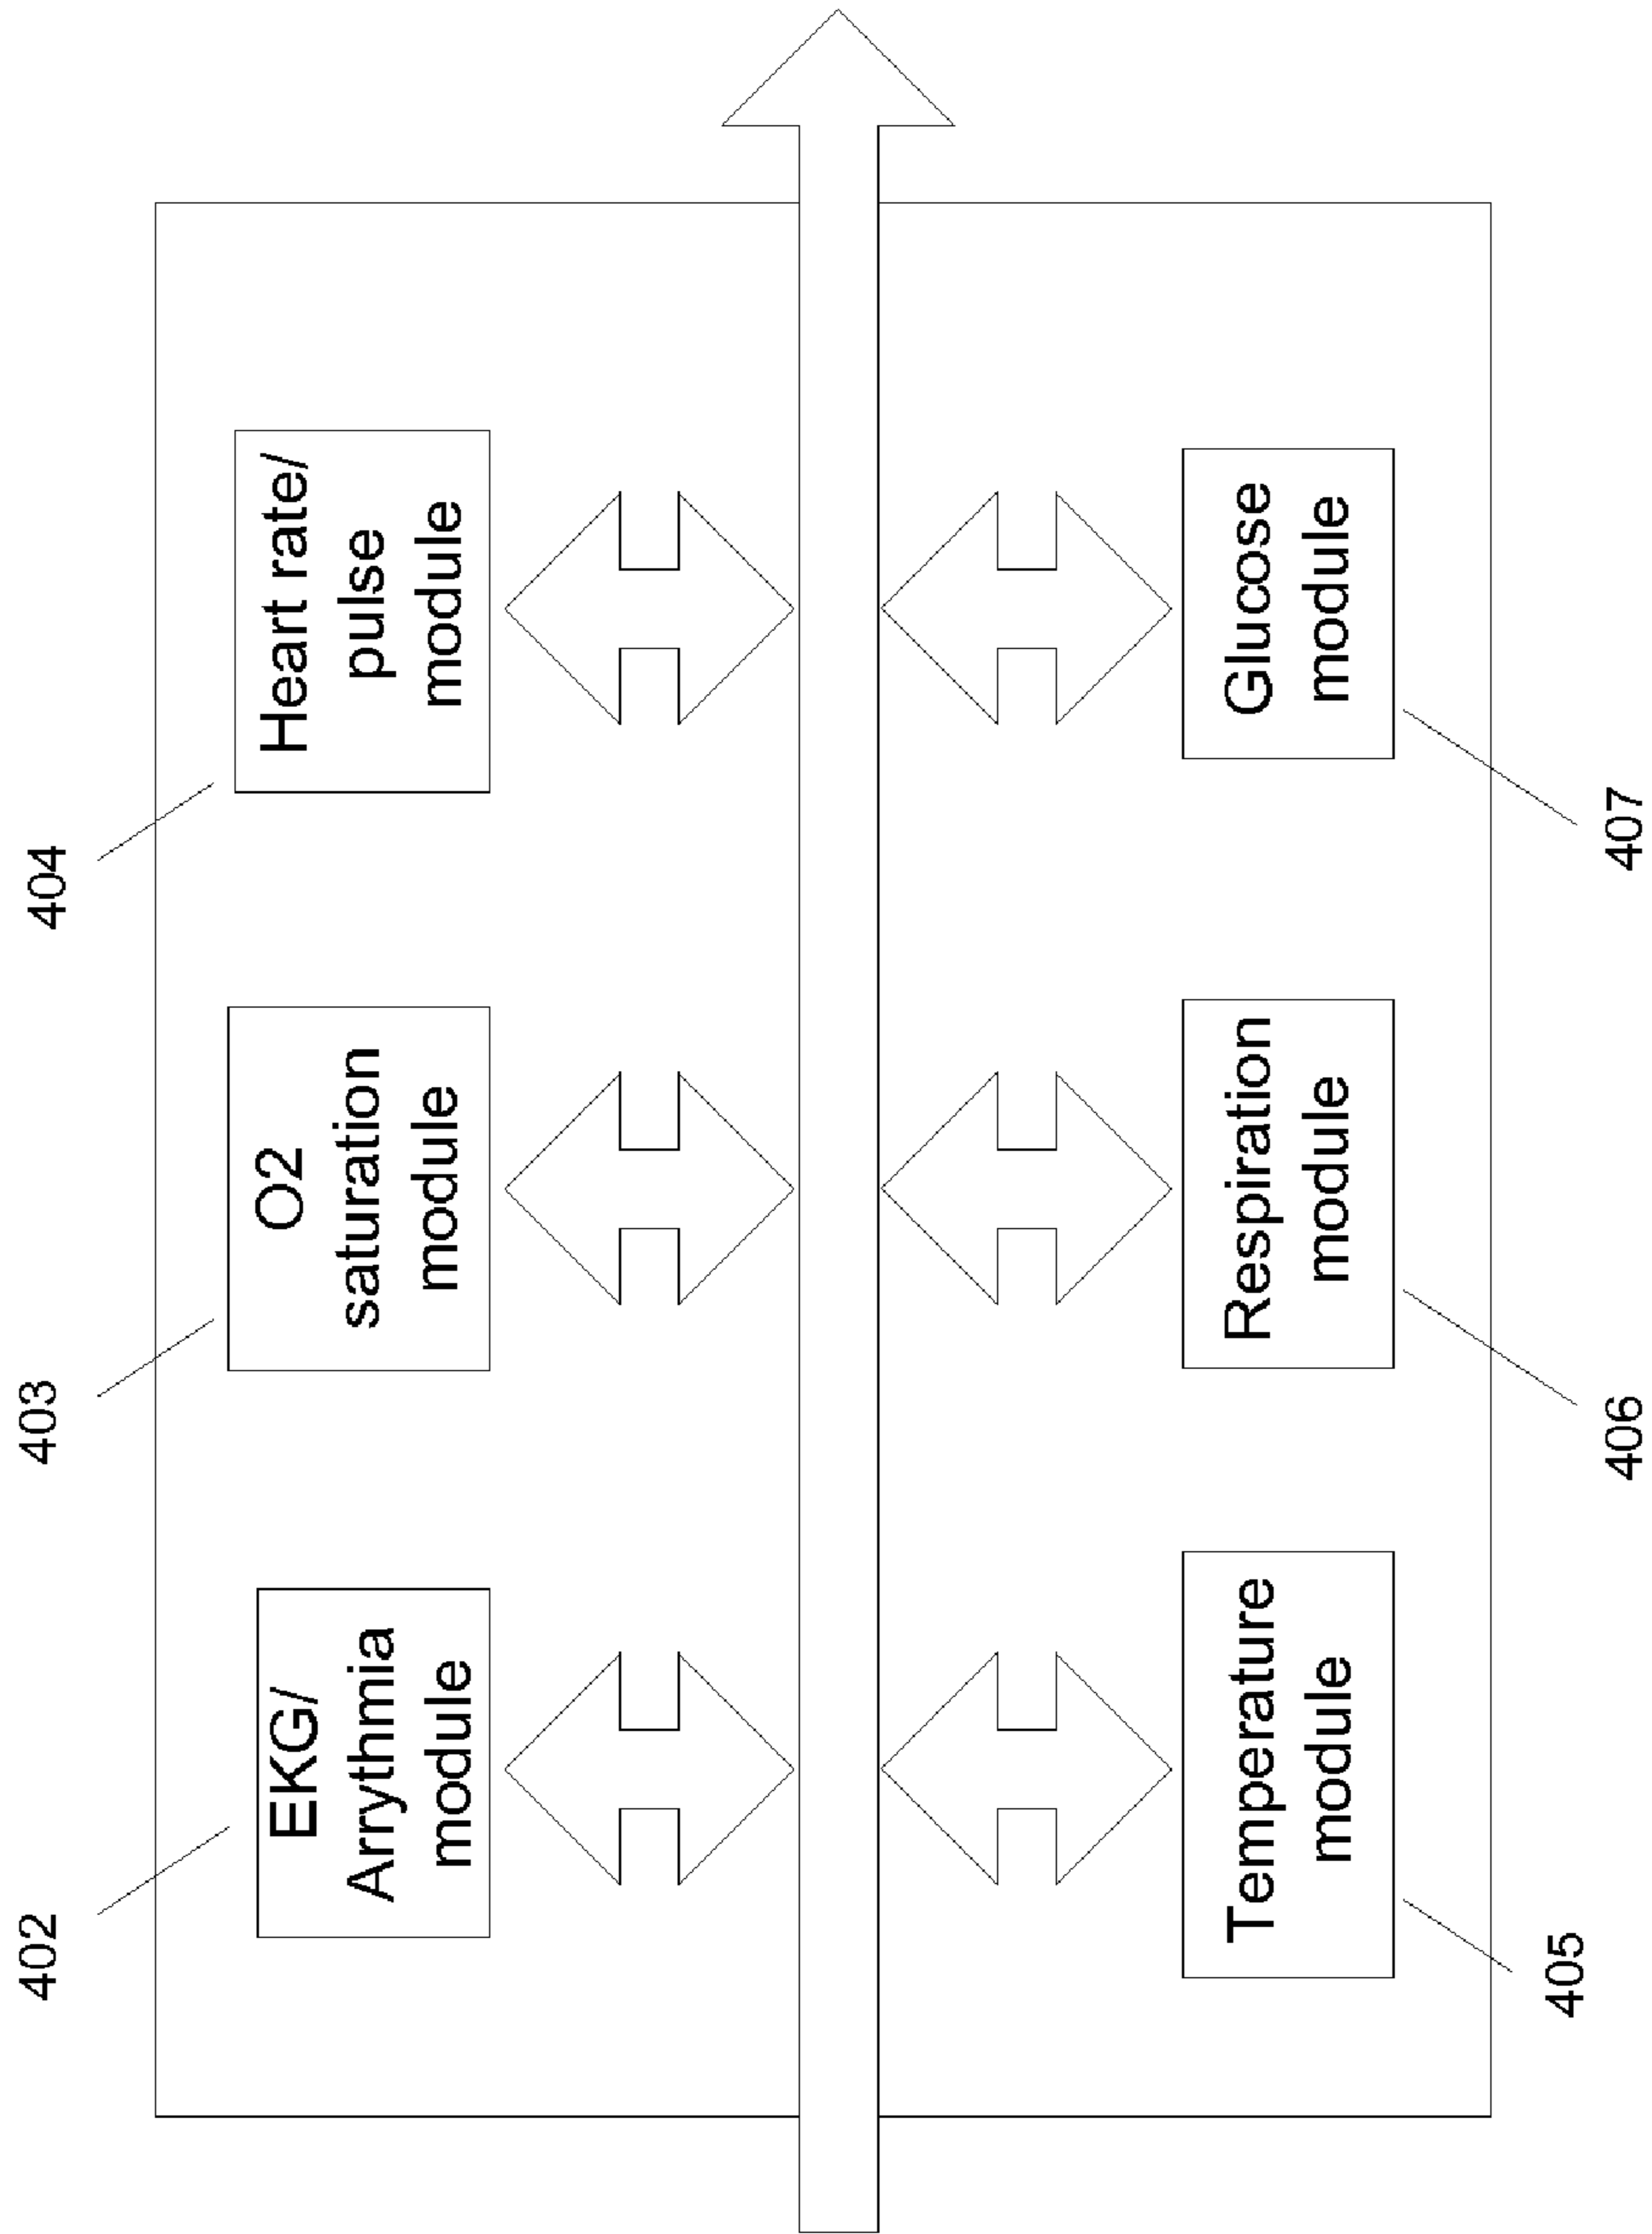 402
EKG/
Arrythmia
module
403
O2
saturation
module
404
Heart rate/
pulse
module
405
Temperature
module
406
Respiration
module
407
Glucose
module